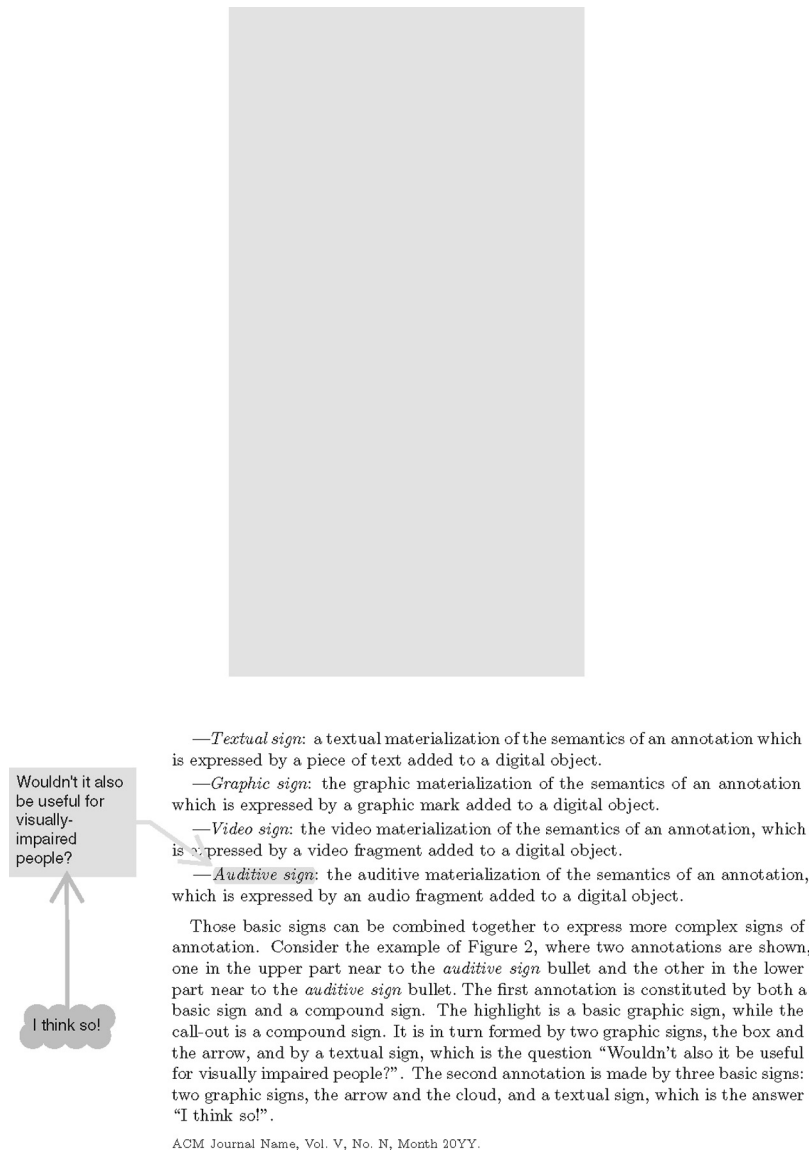 —Textual sign: a textual materialization of the semantics of an annotation which
is expressed by a piece of text added to a digital object.
—Graphic sign: the graphic materialization of the semantics of an annotation
which is expressed by a graphic mark added to a digital object.
—Video sign: the video materialization of the semantics of an annotation, which
is expressed by a video fragment added to a digital object.
—Auditive sign: the auditive materialization of the semantics of an annotation,
which is expressed by an audio fragment added to a digital object.
Wouldn't it also
be useful for
visually-
impaired
people?
I think so!
Those basic signs can be combined together to express more complex signs of
annotation. Consider the example of Figure 2, where two annotations are shown,
one in the upper part near to the auditive sign bullet and the other in the lower
part near to the auditive sign bullet. The first annotation is constituted by both a
basic sign and a compound sign. The highlight is a basic graphic sign, while the
call-out is a compound sign. It is in turn formed by two graphic signs, the box and
the arrow, and by a textual sign, which is the question “Wouldn’t also it be useful
for visually impaired people?”. The second annotation is made by three basic signs:
two graphic signs, the arrow and the cloud, and a textual sign, which is the answer
“I think so!”.
ACM Journal Name, Vol. V, No. N, Month 20YY.